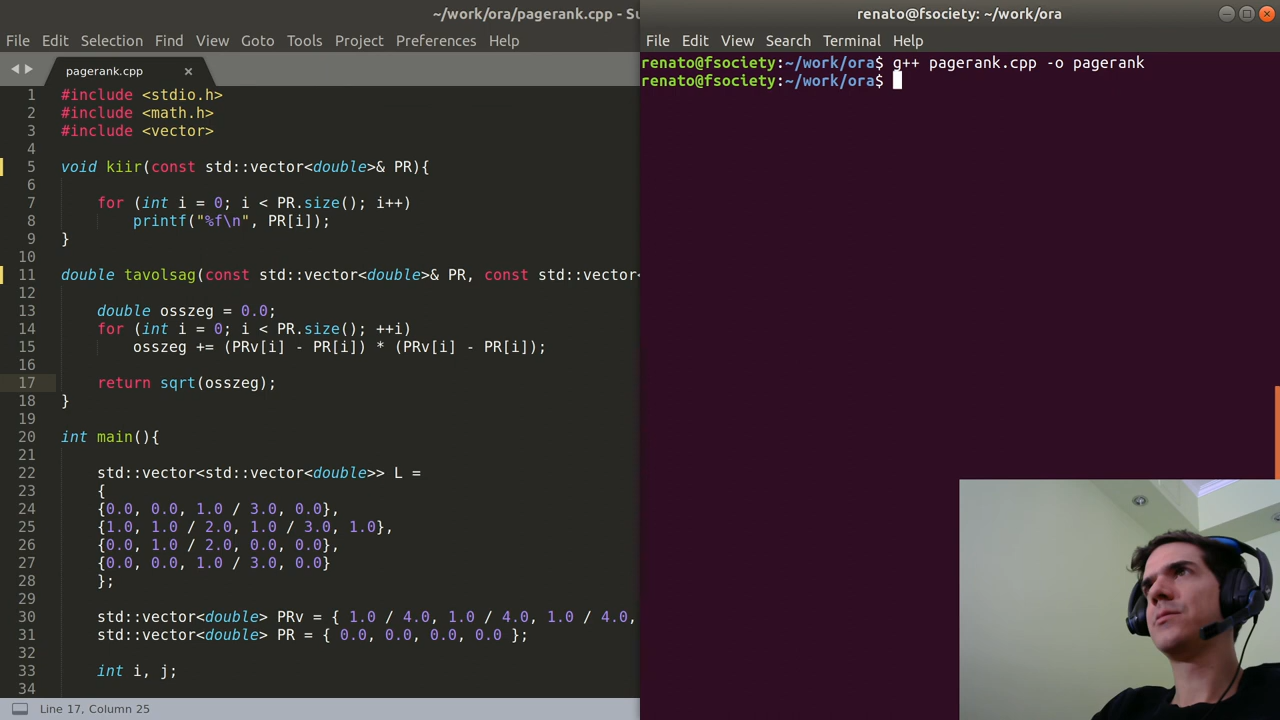 ~/work/ora/pagerank.cpp - Su
File Edit Selection Find View Goto Tools Project Preferences Help
pagerank.cpp ×
1 #include <stdio.h>
2 #include <math.h>
3 #include <vector>
4
5 void kiir(const std::vector<double>& PR){
6
7 for (int i = 0; i < PR.size(); i++)
8 printf("%f\n", PR[i]);
9 }
10
11 double tavolsag(const std::vector<double>& PR, const std::vector<
12
13 double osszeg = 0.0;
14 for (int i = 0; i < PR.size(); ++i)
15 osszeg += (PRv[i] - PR[i]) * (PRv[i] - PR[i]);
16
17 return sqrt(osszeg);
18 }
19
20 int main(){
21
22 std::vector<std::vector<double>> L =
23 {
24 {0.0, 0.0, 1.0 / 3.0, 0.0},
25 {1.0, 1.0 / 2.0, 1.0 / 3.0, 1.0},
26 {0.0, 1.0 / 2.0, 0.0, 0.0},
27 {0.0, 0.0, 1.0 / 3.0, 0.0}
28 };
29
30 std::vector<double> PRv = { 1.0 / 4.0, 1.0 / 4.0, 1.0 / 4.0,
31 std::vector<double> PR = { 0.0, 0.0, 0.0, 0.0 };
32
33 int i, j;
34
Line 17, Column 25
renato@fsociety: ~/work/ora
File Edit View Search Terminal Help
renato@fsociety:~/work/ora$ g++ pagerank.cpp -o pagerank
renato@fsociety:~/work/ora$